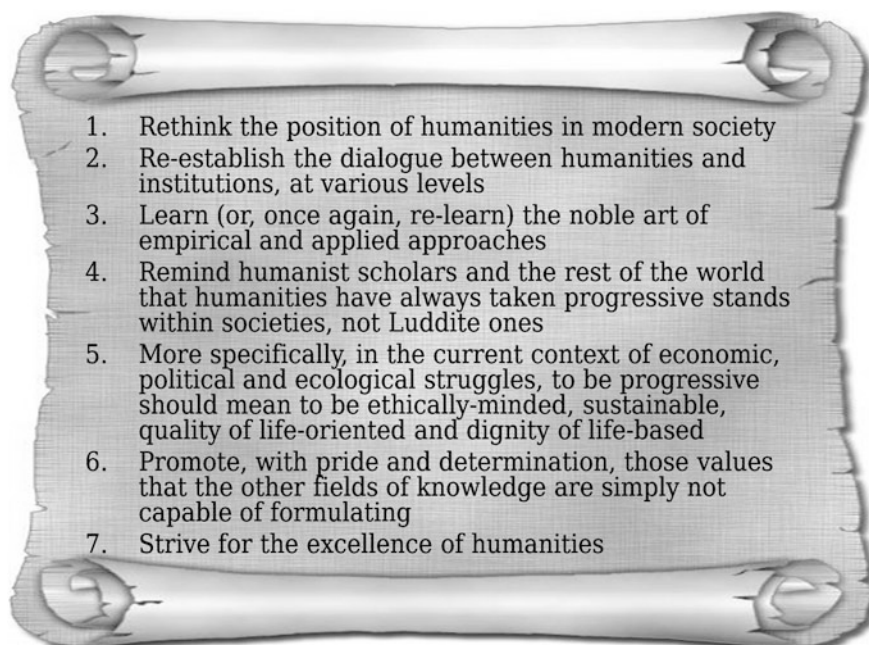 1. Rethink the position of humanities in modern society
2. Re-establish the dialogue between humanities and
institutions, at various levels
3. Learn (or, once again, re-learn) the noble art of
empirical and applied approaches
4. Remind humanist scholars and the rest of the world
that humanities have always taken progressive stands
within societies, not Luddite ones
5. More specifically, in the current context of economic,
political and ecological struggles, to be progressive
should mean to be ethically-minded, sustainable,
quality of life-oriented and dignity of life-based
6. Promote, with pride and determination, those values
that the other fields of knowledge are simply not
capable of formulating
7. Strive for the excellence of humanities